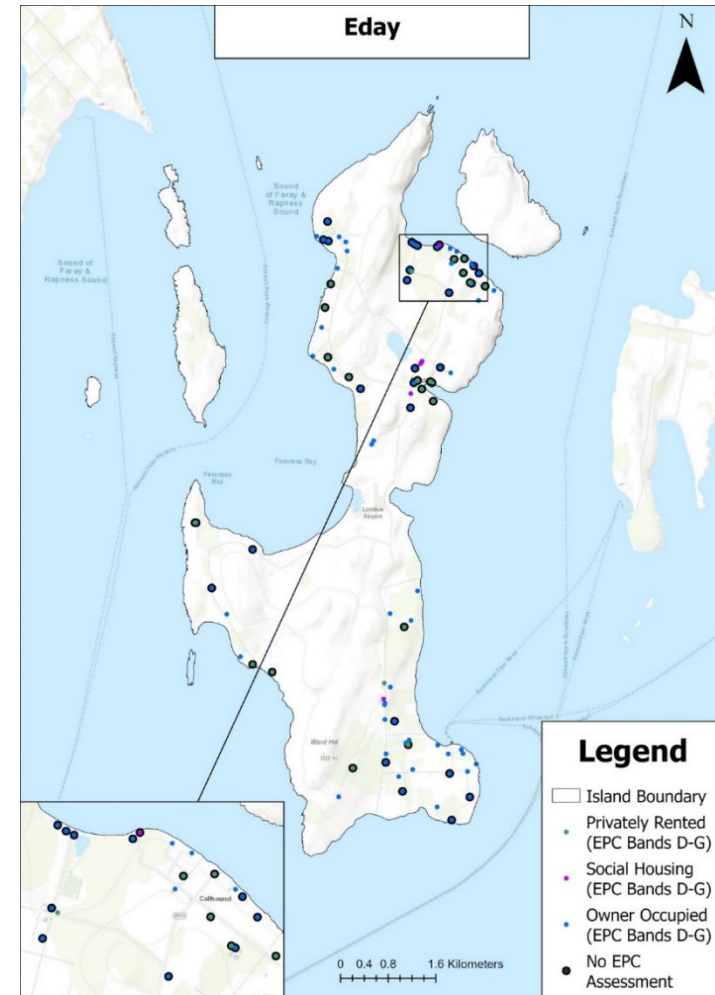 Eday
N
Sound
of Faray &
Rapness
Sound
Sound of
Faray &
Rapness Sound
Fersness
Bay
Fersness Bay
London
Airport
Ward Hill
Calfsound
0 0.4 0.8 1.6 Kilometers
Legend
Island Boundary
Privately Rented
(EPC Bands D-G)
Social Housing
(EPC Bands D-G)
Owner Occupied
(EPC Bands D-G)
No EPC
Assessment